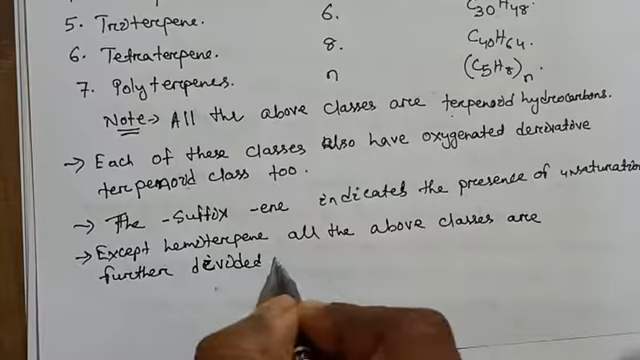 5. Triterpene. 6. C30H48.
6. Tetraterpene. 8. C40H64.
7. Polyterpenes. n (C5H8)n
Note → All the above classes are terpenoid hydrocarbons.
→ Each of these classes also have oxygenated derivative
terpenoid class too.
→ The -Suffix -ene indicates the presence of unsaturation
→ Except hemiterpene all the above classes are
further devided